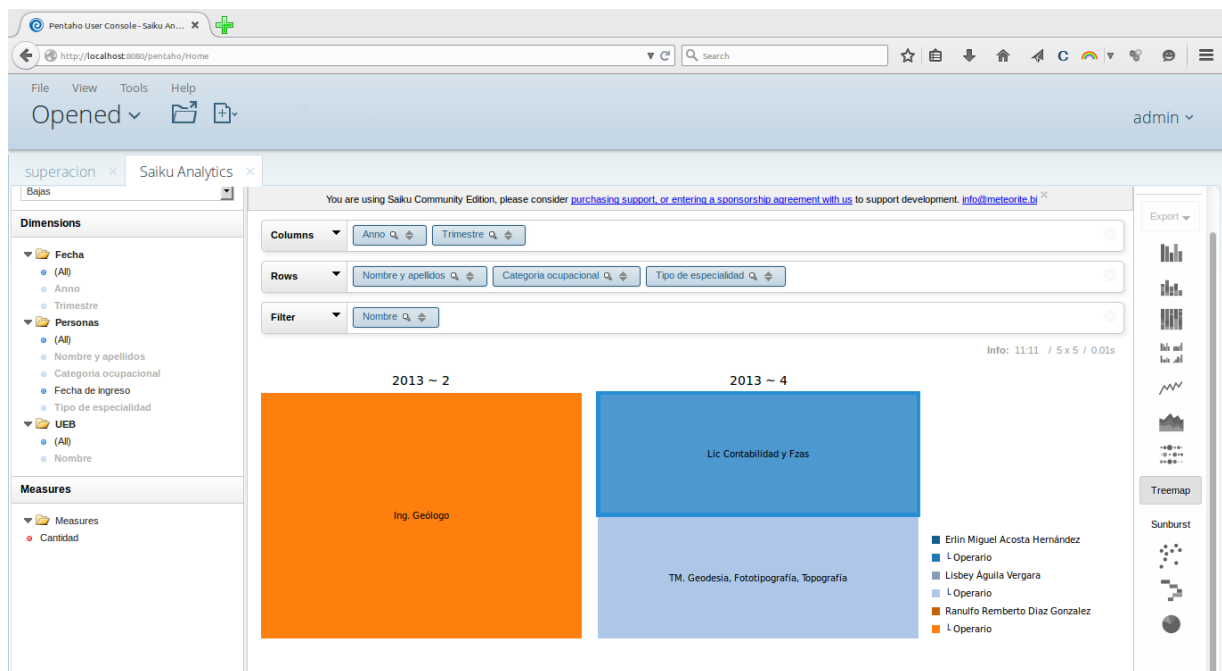 Pentaho User Console - Saiku An...
http://localhost:8080/pentaho/Home
Search
File View Tools Help
Opened
admin
superacion
Saiku Analytics
Bajas
You are using Saiku Community Edition, please consider purchasing support, or entering a sponsorship agreement with us to support development. info@meteorite.bi
Export
Dimensions
Fecha
(All)
Anno
Trimestre
Personas
(All)
Nombre y apellidos
Categoria ocupacional
Fecha de ingreso
Tipo de especialidad
UEB
(All)
Nombre
Measures
Measures
Cantidad
Columns Anno Trimestre
Rows Nombre y apellidos Categoria ocupacional Tipo de especialidad
Filter Nombre
Info: 11:11 / 5 x 5 / 0.01s
2013 ~ 2
2013 ~ 4
Ing. Geólogo
Lic Contabilidad y Fzas
TM. Geodesia, Fototipografía, Topografía
Erlin Miguel Acosta Hernández
└ Operario
Lisbey Águila Vergara
└ Operario
Ranulfo Remberto Diaz Gonzalez
└ Operario
Treemap
Sunburst